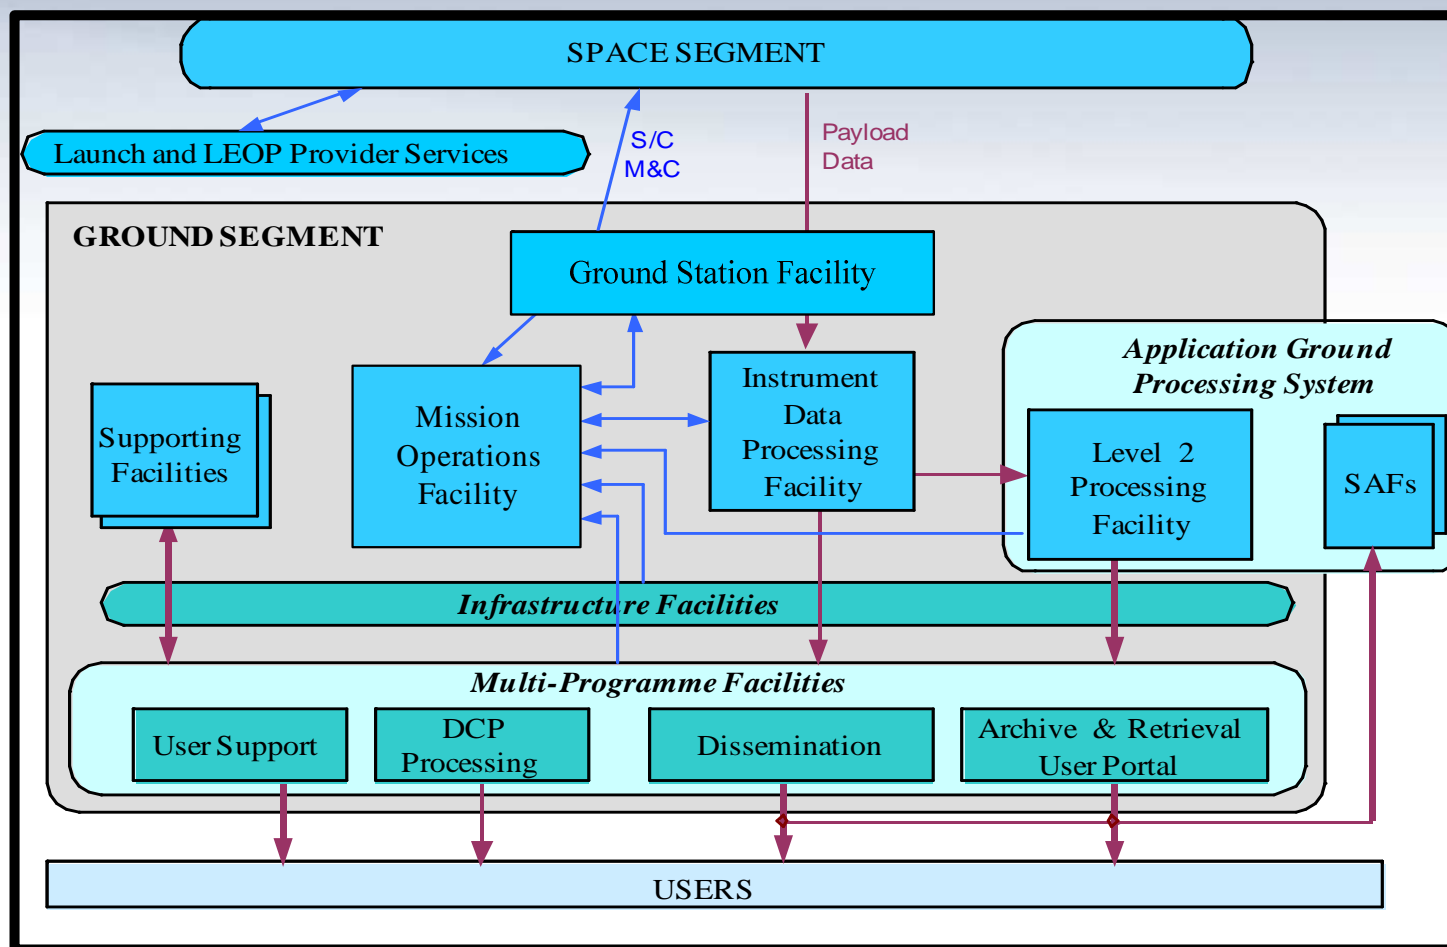 SPACE SEGMENT
Launch and LEOP Provider Services
S/C
M&C
Payload
Data
GROUND SEGMENT
Ground Station Facility
Application Ground
Processing System
Supporting
Facilities
Mission
Operations
Facility
Instrument
Data
Processing
Facility
Level 2
Processing
Facility
SAFs
Infrastructure Facilities
Multi-Programme Facilities
User Support
DCP
Processing
Dissemination
Archive & Retrieval
User Portal
USERS